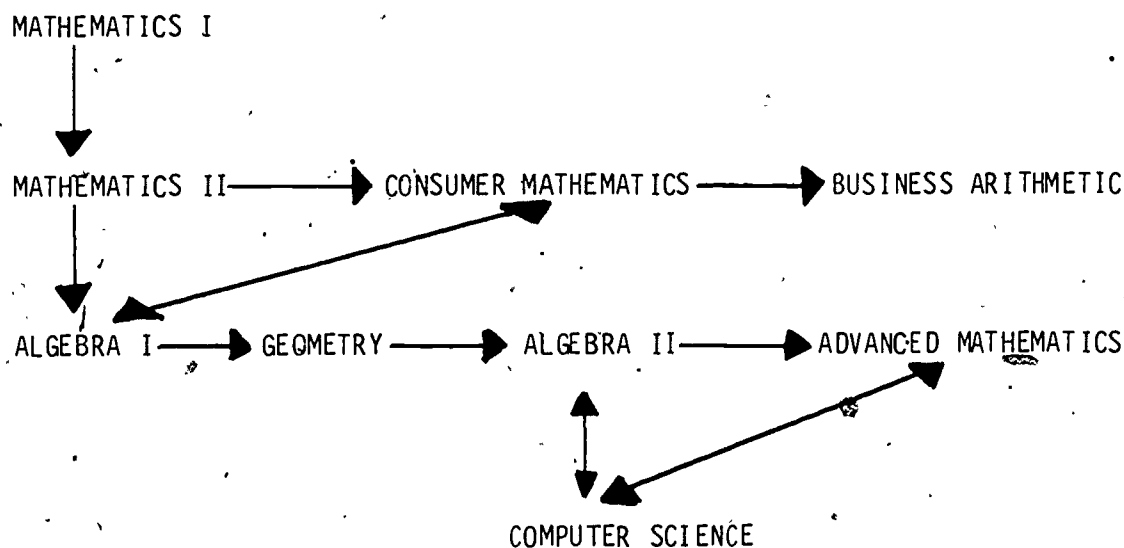 MATHEMATICS I
MATHEMATICS II CONSUMER MATHEMATICS BUSINESS ARITHMETIC
ALGEBRA I GEOMETRY ALGEBRA II ADVANCED MATHEMATICS
COMPUTER SCIENCE